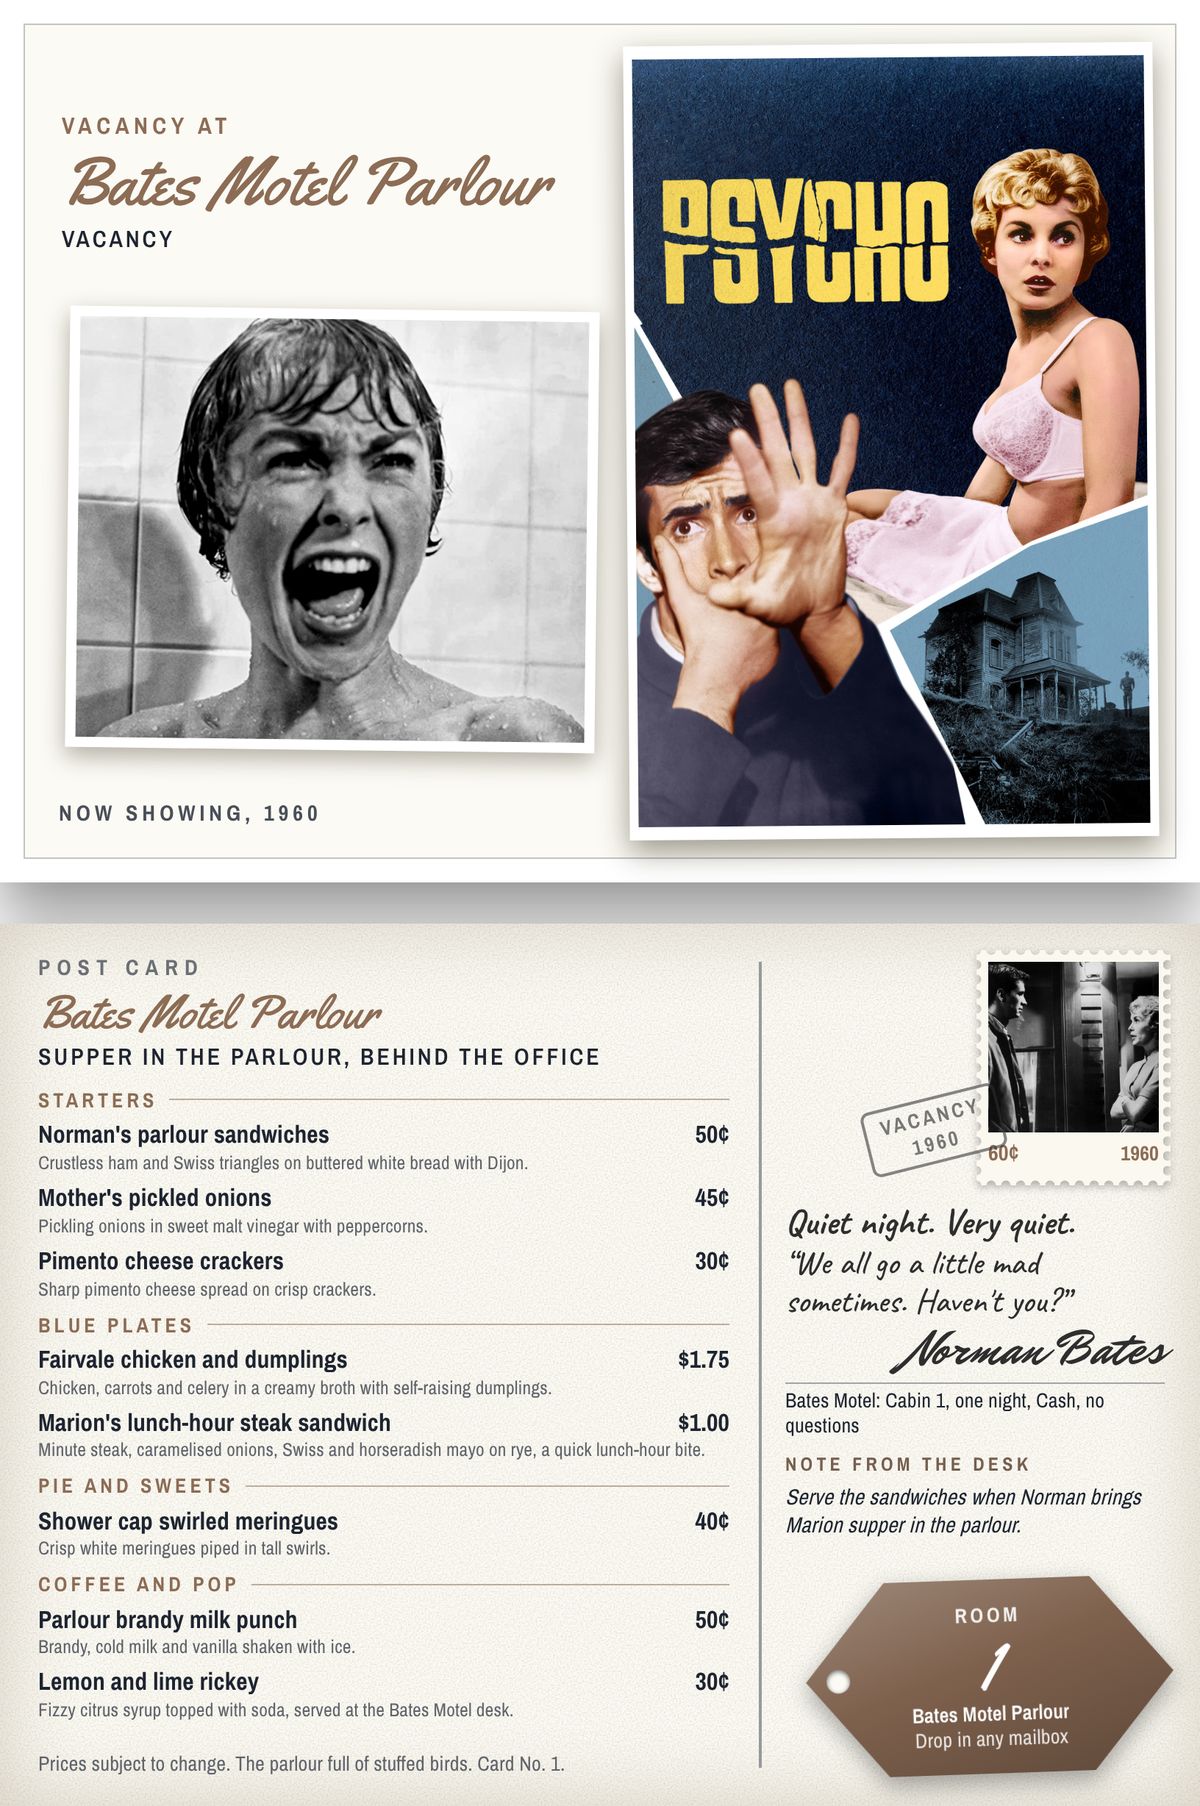 VACANCY AT
Bates Motel Parlour
VACANCY
PSYCHO
NOW SHOWING, 1960
POST CARD
Bates Motel Parlour
SUPPER IN THE PARLOUR, BEHIND THE OFFICE
STARTERS
Norman's parlour sandwiches 50¢
Crustless ham and Swiss triangles on buttered white bread with Dijon.
Mother's pickled onions 45¢
Pickling onions in sweet malt vinegar with peppercorns.
Pimento cheese crackers 30¢
Sharp pimento cheese spread on crisp crackers.
BLUE PLATES
Fairvale chicken and dumplings $1.75
Chicken, carrots and celery in a creamy broth with self-raising dumplings.
Marion's lunch-hour steak sandwich $1.00
Minute steak, caramelised onions, Swiss and horseradish mayo on rye, a quick lunch-hour bite.
PIE AND SWEETS
Shower cap swirled meringues 40¢
Crisp white meringues piped in tall swirls.
COFFEE AND POP
Parlour brandy milk punch 50¢
Brandy, cold milk and vanilla shaken with ice.
Lemon and lime rickey 30¢
Fizzy citrus syrup topped with soda, served at the Bates Motel desk.
Prices subject to change. The parlour full of stuffed birds. Card No. 1.
VACANCY
1960
60¢ 1960
Quiet night. Very quiet.
“We all go a little mad
sometimes. Haven't you?”
Norman Bates
Bates Motel: Cabin 1, one night, Cash, no
questions
NOTE FROM THE DESK
Serve the sandwiches when Norman brings
Marion supper in the parlour.
ROOM
1
Bates Motel Parlour
Drop in any mailbox